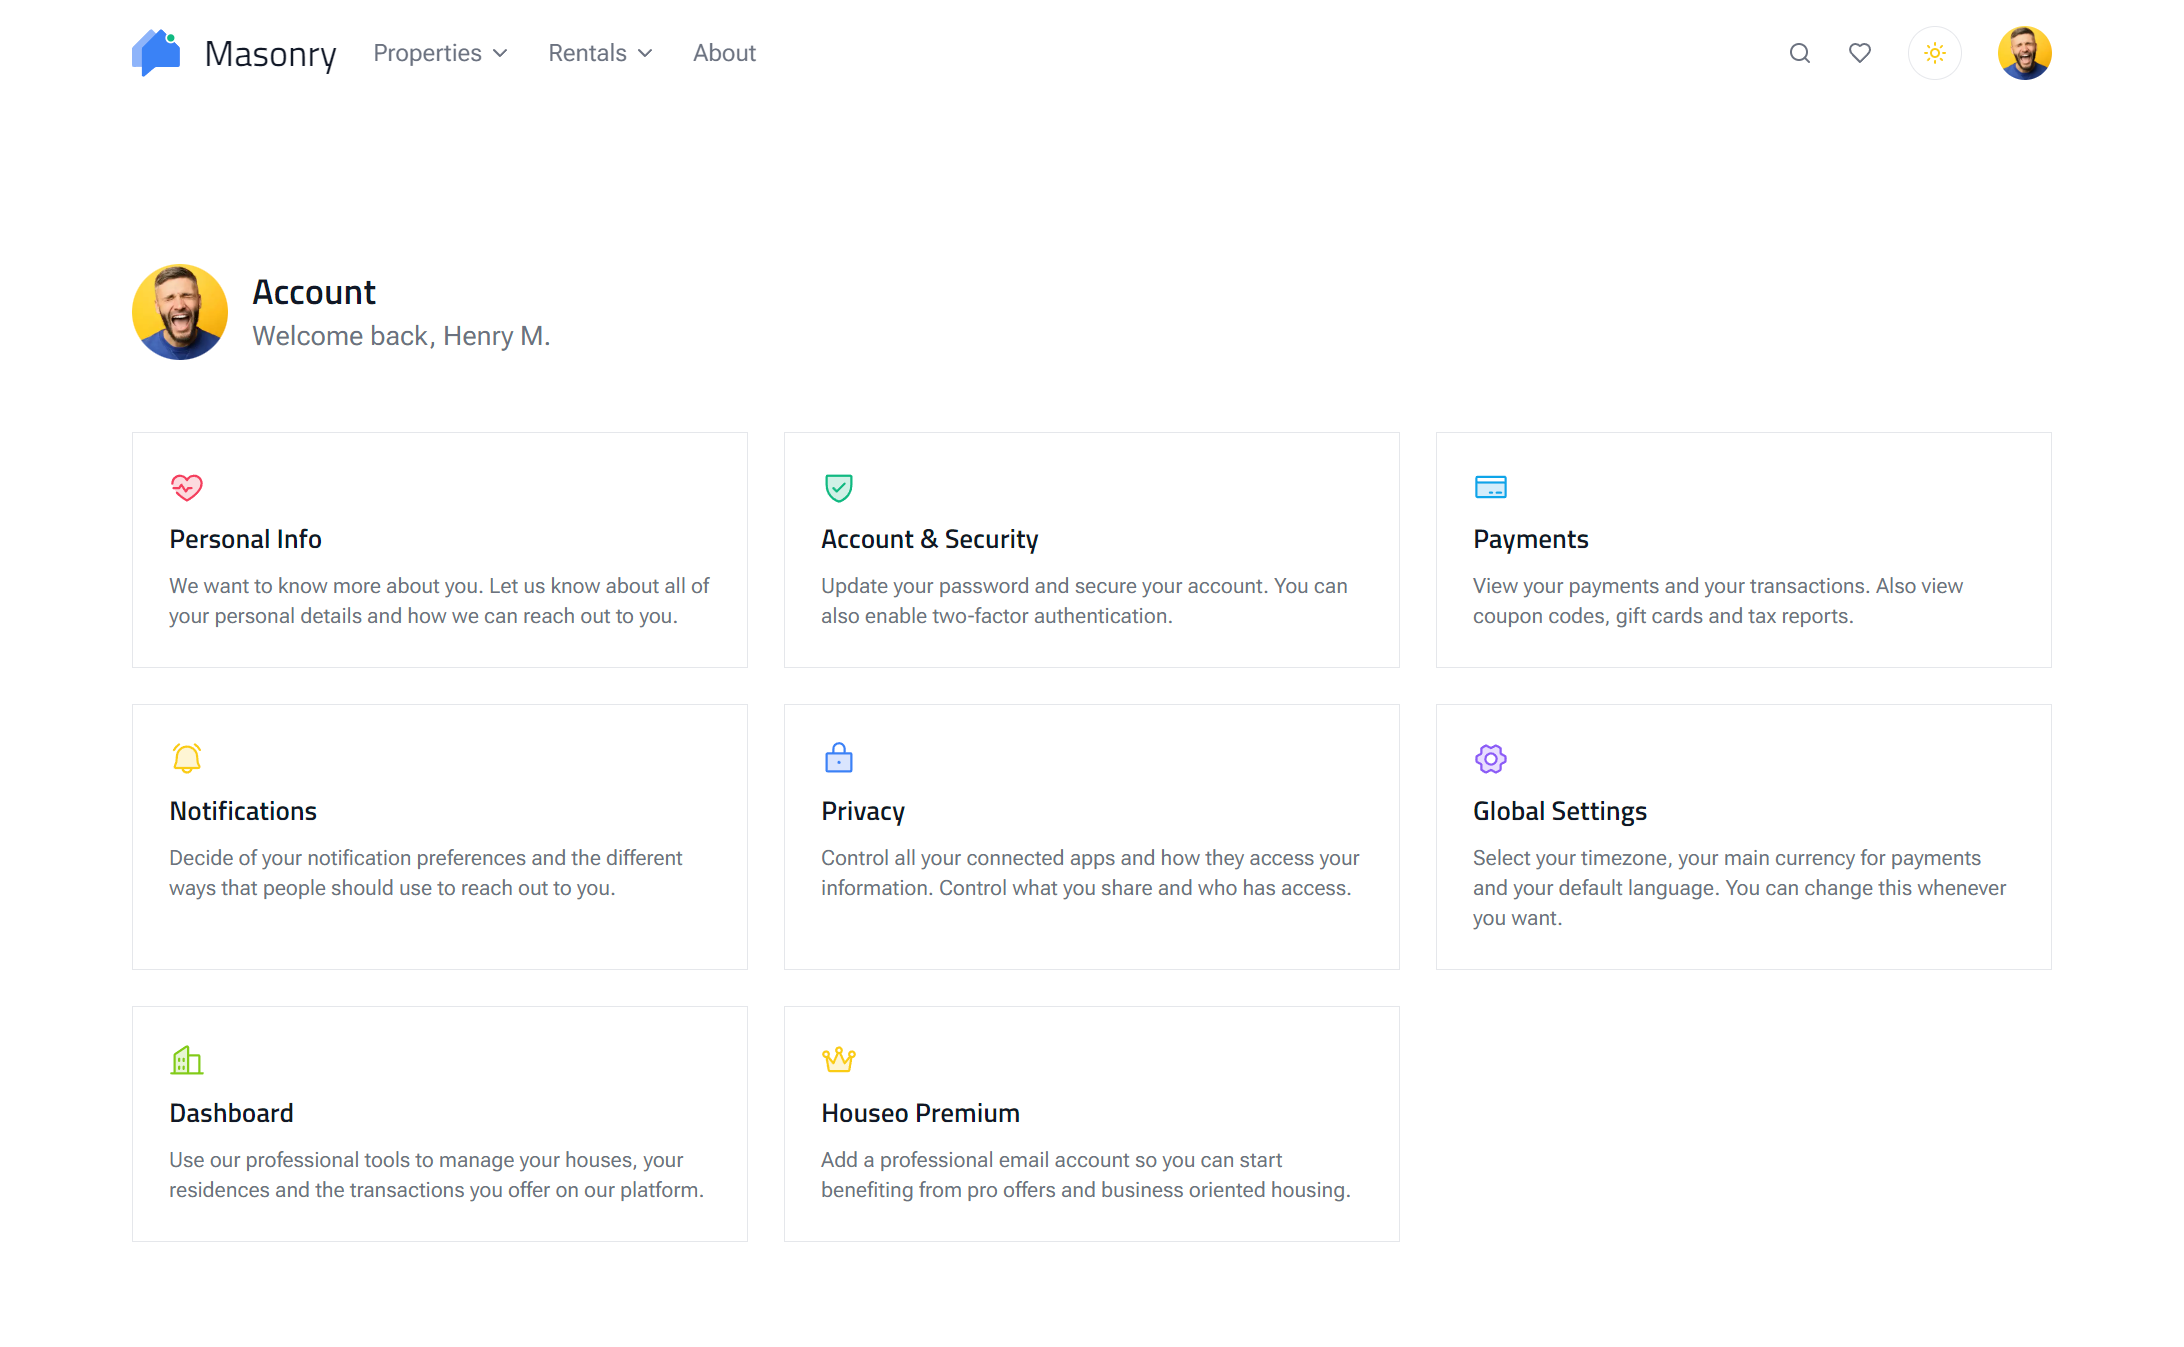 Masonry
Properties
Rentals
About
Account
Welcome back, Henry M.
Personal Info
We want to know more about you. Let us know about all of
your personal details and how we can reach out to you.
Account & Security
Update your password and secure your account. You can
also enable two-factor authentication.
Payments
View your payments and your transactions. Also view
coupon codes, gift cards and tax reports.
Notifications
Decide of your notification preferences and the different
ways that people should use to reach out to you.
Privacy
Control all your connected apps and how they access your
information. Control what you share and who has access.
Global Settings
Select your timezone, your main currency for payments
and your default language. You can change this whenever
you want.
Dashboard
Use our professional tools to manage your houses, your
residences and the transactions you offer on our platform.
Houseo Premium
Add a professional email account so you can start
benefiting from pro offers and business oriented housing.